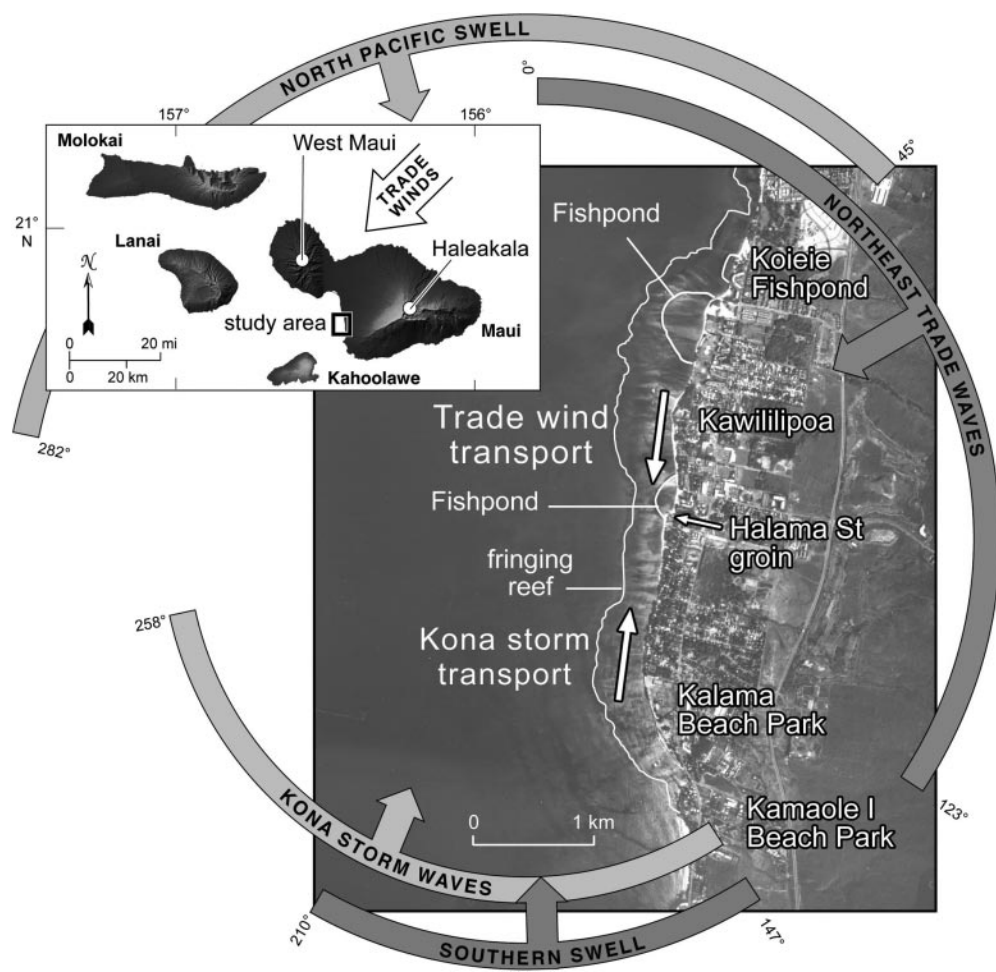 NORTH PACIFIC SWELL
0°
45°
157°
156°
Molokai
West Maui
TRADE
WINDS
21°
N
Lanai
Haleakala
N
study area
Maui
0 20 mi
0 20 km
Kahoolawe
282°
NORTHEAST TRADE WAVES
Fishpond
Koieie
Fishpond
Trade wind
transport
Kawililipoa
Fishpond
Halama St
groin
fringing
reef
258°
Kona storm
transport
Kalama
Beach Park
Kamaole I
Beach Park
123°
0 1 km
KONA STORM WAVES
210°
147°
SOUTHERN SWELL